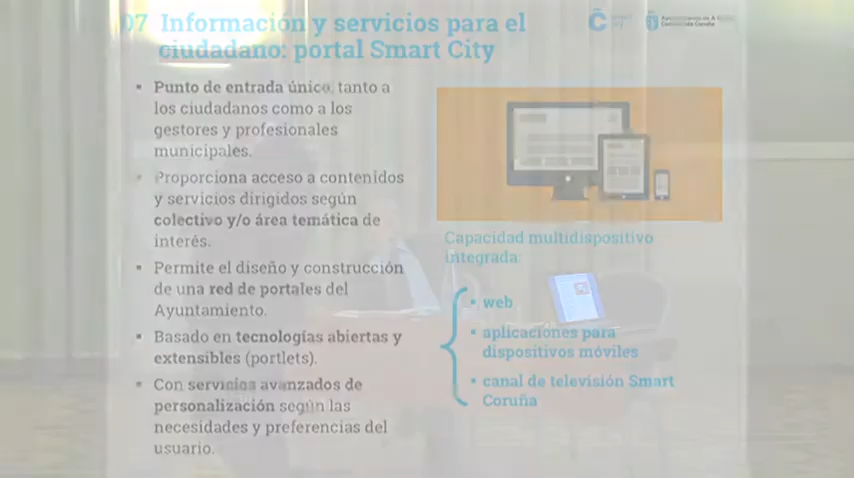 07 Información y servicios para el
ciudadano: portal Smart City
▪ Punto de entrada único, tanto a
los ciudadanos como a los
gestores y profesionales
municipales.
▪ Proporciona acceso a contenidos
y servicios dirigidos según
colectivo y/o área temática de
interés.
▪ Permite el diseño y construcción
de una red de portales del
Ayuntamiento.
▪ Basado en tecnologías abiertas y
extensibles (portlets).
▪ Con servicios avanzados de
personalización según las
necesidades y preferencias del
usuario.
Capacidad multidispositivo
integrada:
▪ web
▪ aplicaciones para
dispositivos móviles
▪ canal de televisión Smart
Coruña